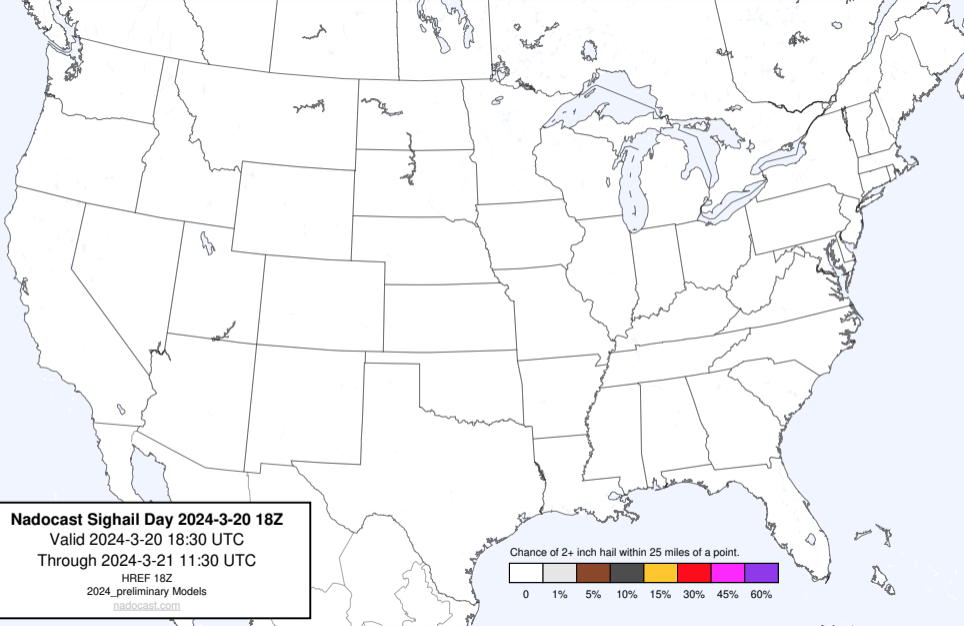 Nadocast Sighail Day 2024-3-20 18Z
Valid 2024-3-20 18:30 UTC
Through 2024-3-21 11:30 UTC
HREF 18Z
2024_preliminary Models
nadocast.com
Chance of 2+ inch hail within 25 miles of a point.
0 1% 5% 10% 15% 30% 45% 60%